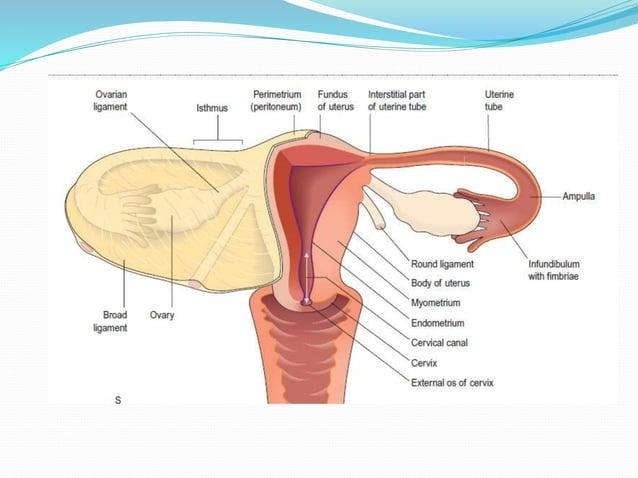 Ovarian
ligament
Isthmus
Perimetrium
(peritoneum)
Fundus
of uterus
Interstitial part
of uterine tube
Uterine
tube
Ampulla
Infundibulum
with fimbriae
Round ligament
Body of uterus
Myometrium
Endometrium
Cervical canal
Cervix
External os of cervix
Broad
ligament
Ovary
S